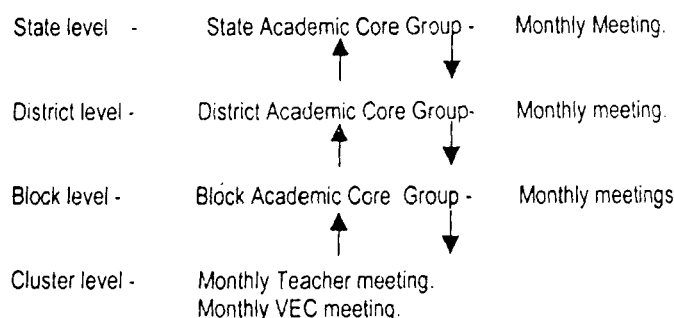 State level - State Academic Core Group - Monthly Meeting.
District level - District Academic Core Group- Monthly meeting.
Block level - Block Academic Core Group - Monthly meetings
Cluster level - Monthly Teacher meeting.
Monthly VEC meeting.